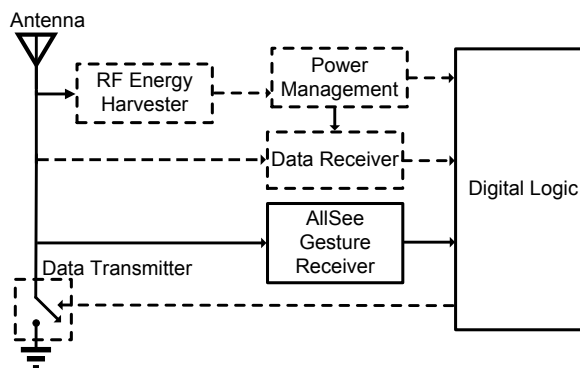 Antenna
RF Energy
Harvester
Power
Management
Data Receiver
Digital Logic
AllSee
Gesture
Receiver
Data Transmitter